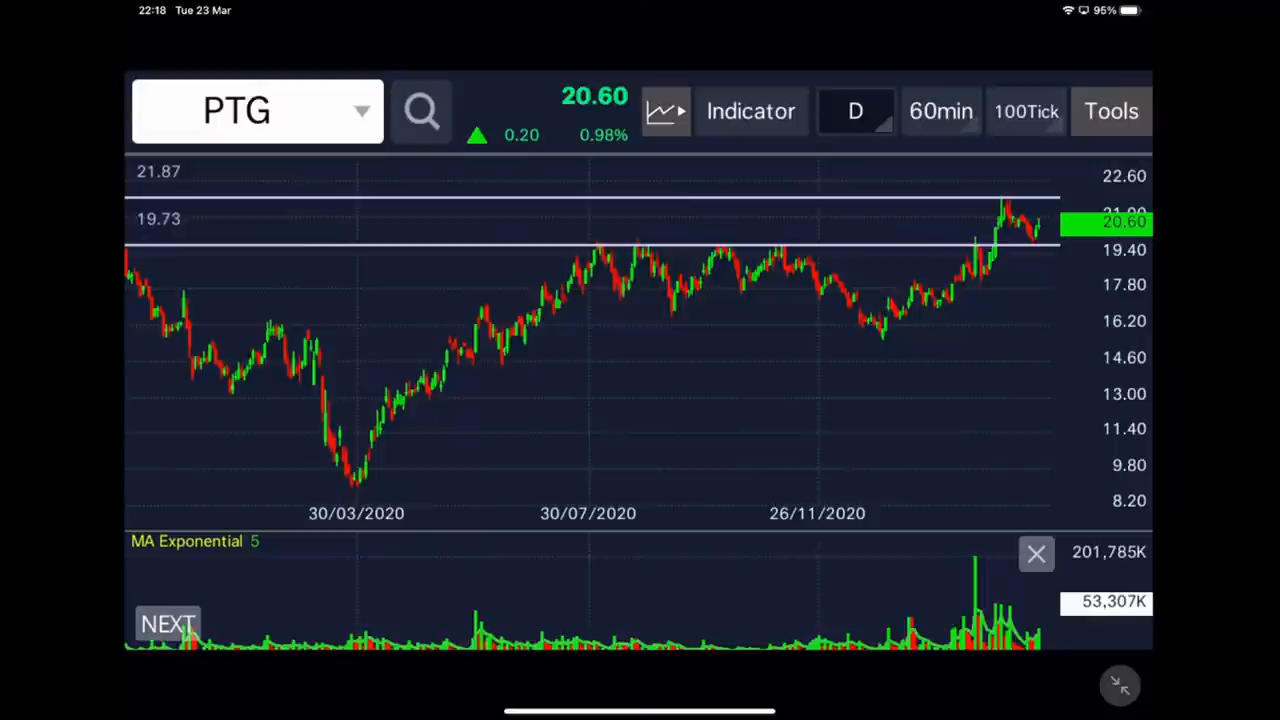 22:18 Tue 23 Mar
95%
PTG
20.60
0.20 0.98%
Indicator
D
60min
100Tick
Tools
21.87
19.73
22.60
21.00
20.60
19.40
17.80
16.20
14.60
13.00
11.40
9.80
8.20
30/03/2020 30/07/2020 26/11/2020
MA Exponential 5
201,785K
53,307K
NEXT